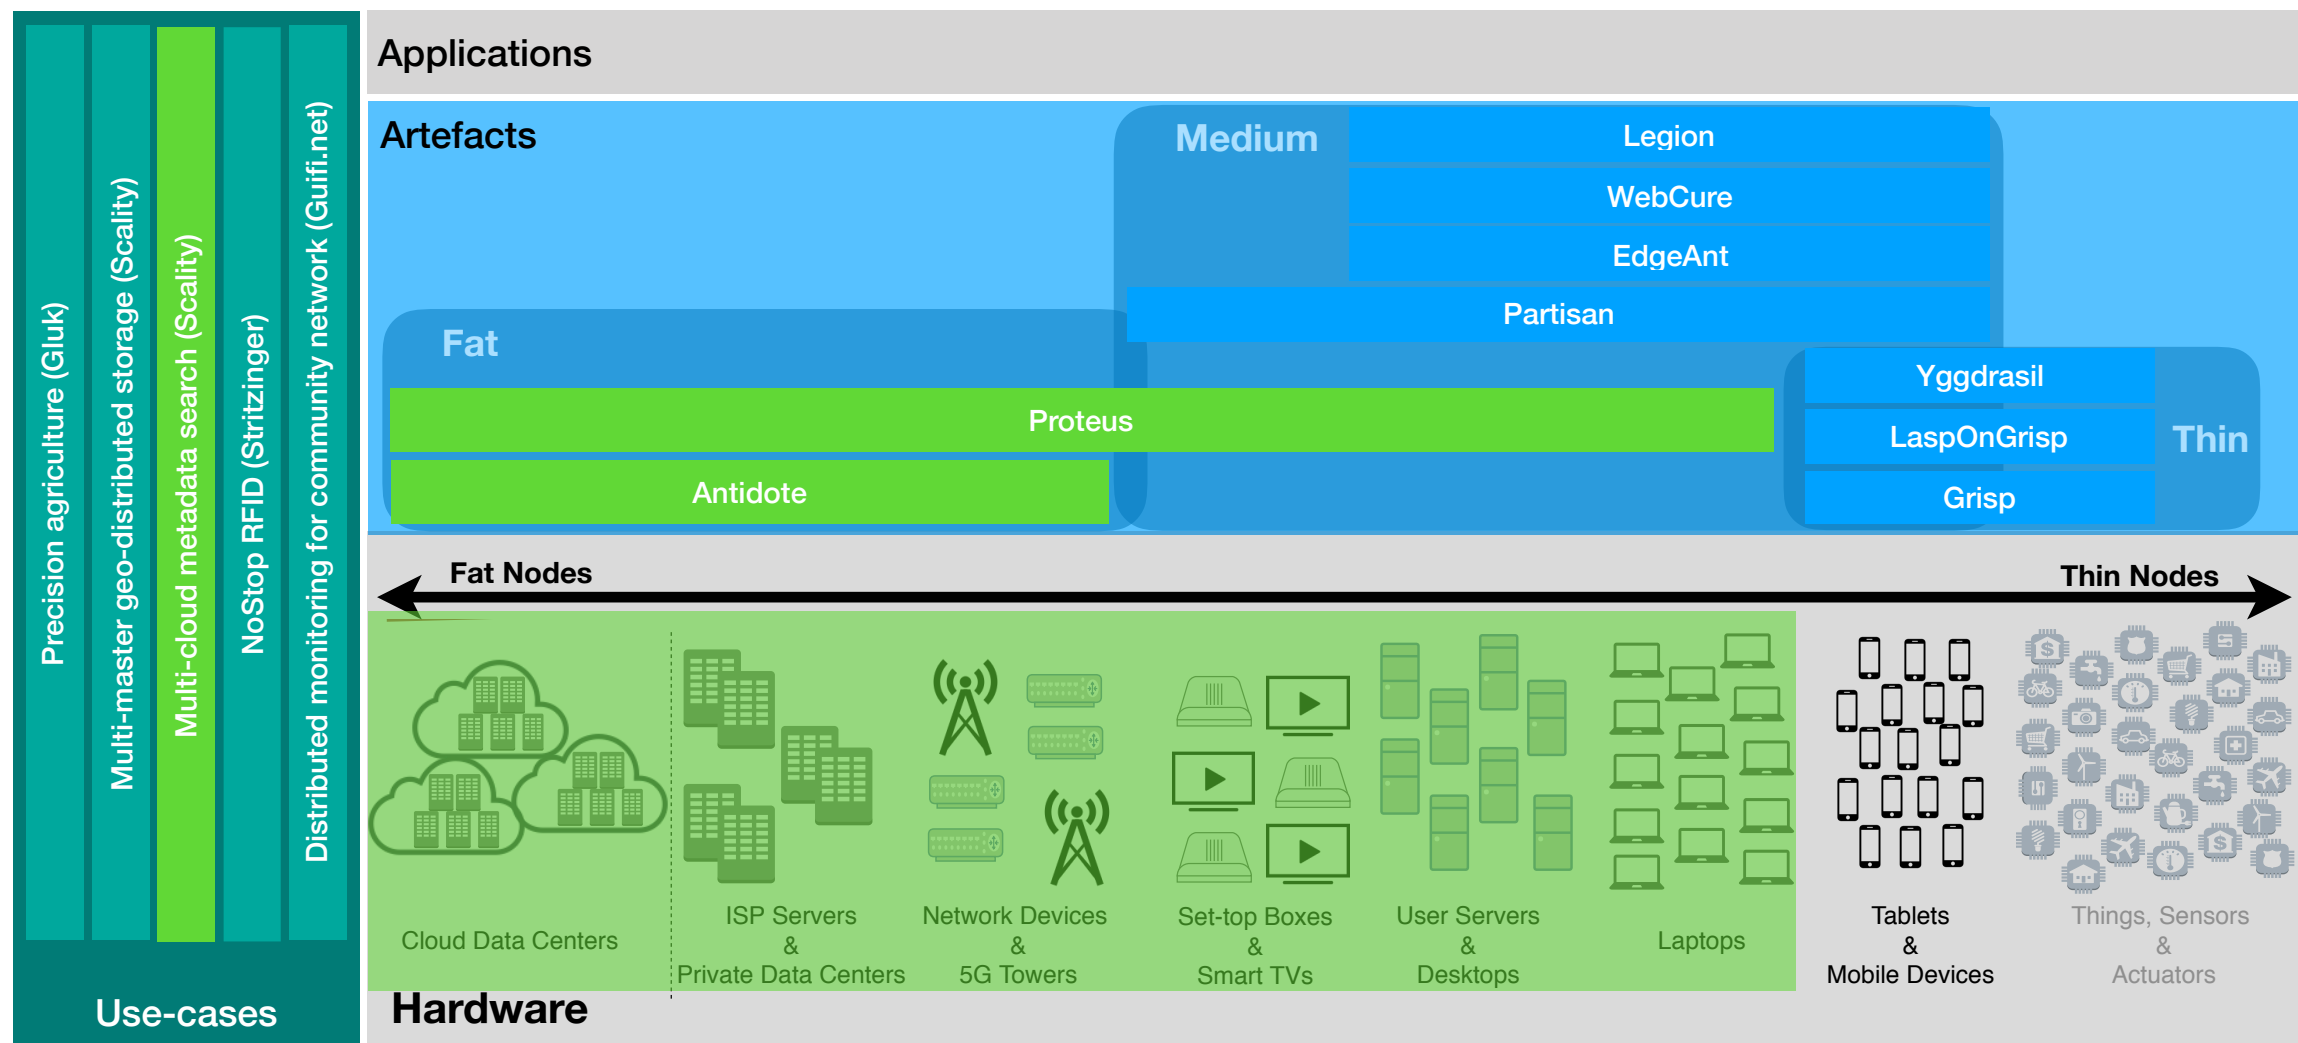 Applications
Artefacts
Medium
Legion
WebCure
EdgeAnt
Partisan
Fat
Yggdrasil
Proteus
LaspOnGrisp
Thin
Antidote
Grisp
Precision agriculture (Gluk)
Multi-master geo-distributed storage (Scality)
Multi-cloud metadata search (Scality)
NoStop RFID (Stritzinger)
Distributed monitoring for community network (Guifi.net)
Use-cases
Fat Nodes
Thin Nodes
Cloud Data Centers
ISP Servers
&
Private Data Centers
Network Devices
&
5G Towers
Set-top Boxes
&
Smart TVs
User Servers
&
Desktops
Laptops
Tablets
&
Mobile Devices
Things, Sensors
&
Actuators
Hardware